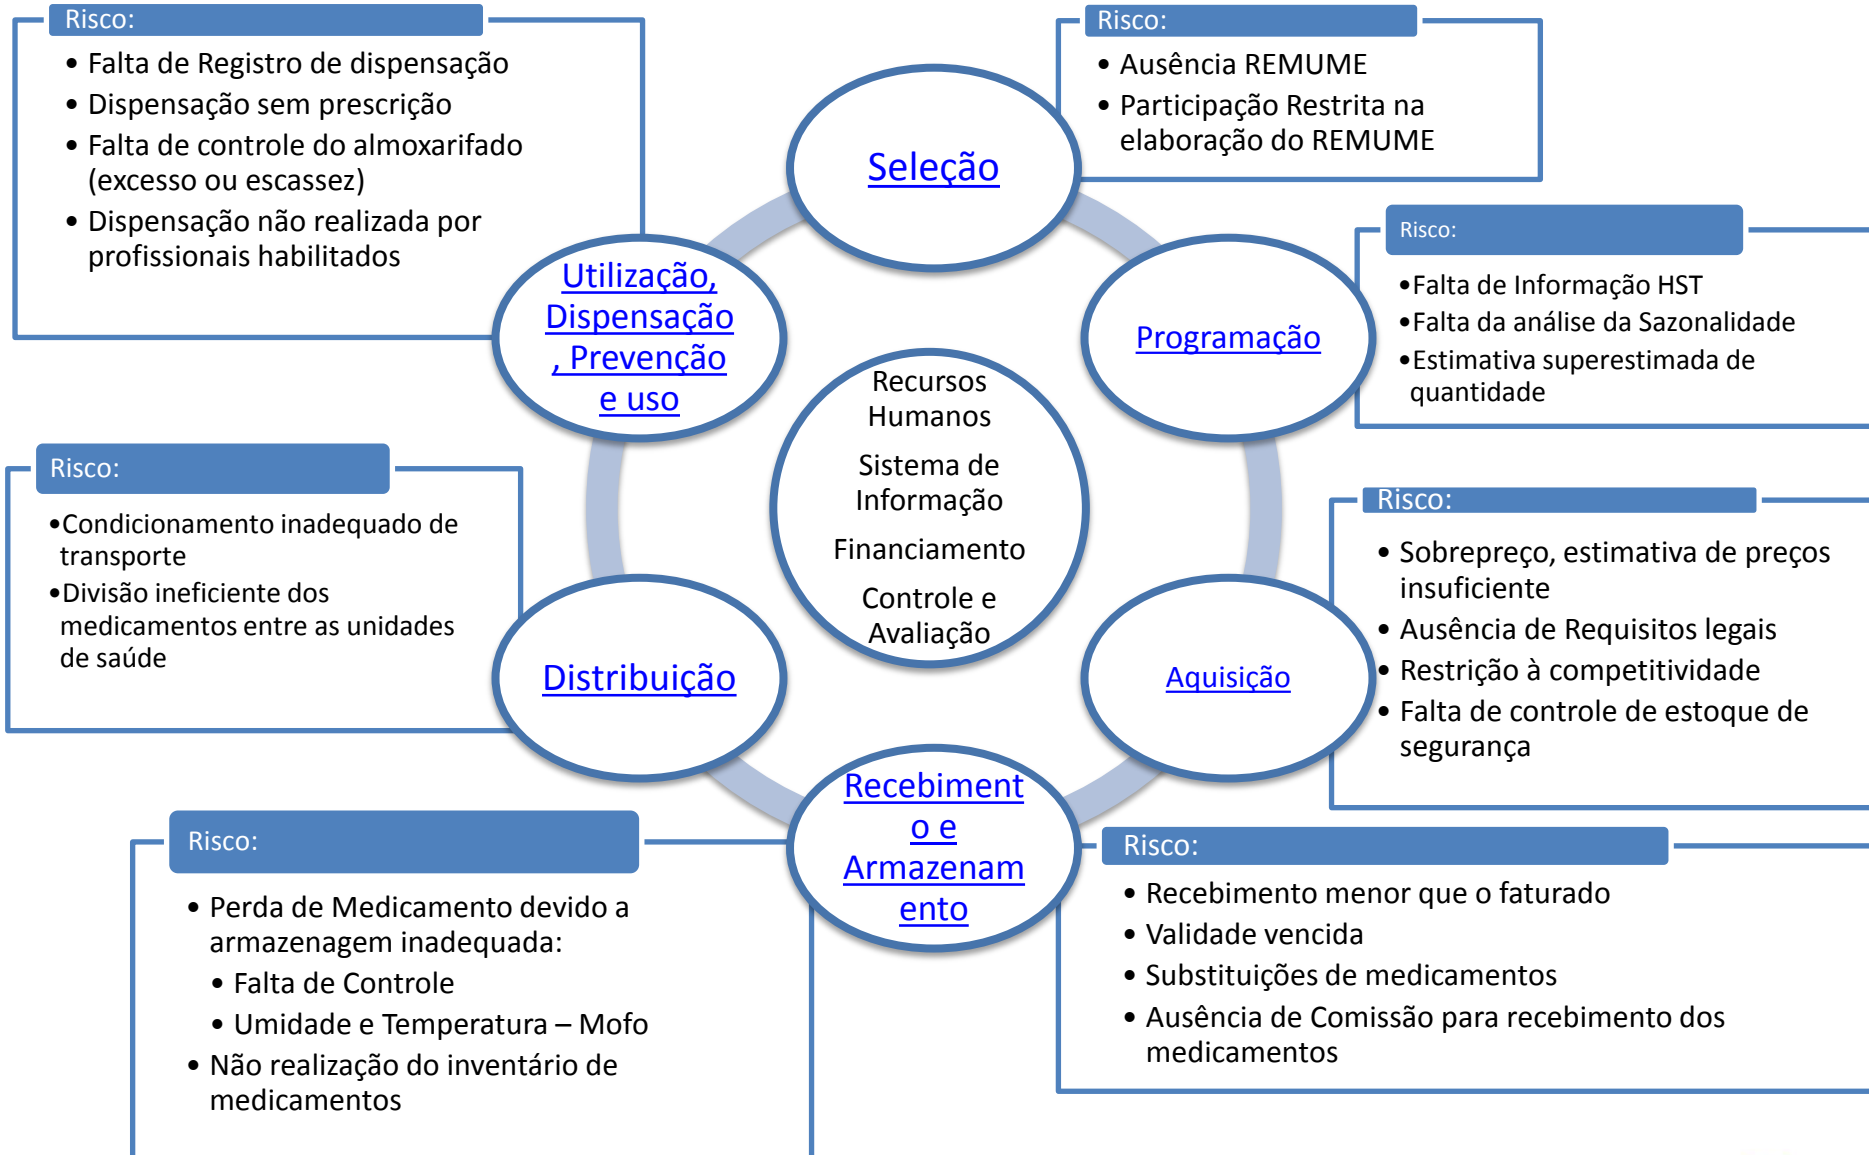 Risco:
• Falta de Registro de dispensação
• Dispensação sem prescrição
• Falta de controle do almoxarifado
(excesso ou escassez)
• Dispensação não realizada por
profissionais habilitados
Risco:
• Ausência REMUME
• Participação Restrita na
elaboração do REMUME
Seleção
Utilização,
Dispensação
, Prevenção
e uso
Programação
Risco:
•Falta de Informação HST
•Falta da análise da Sazonalidade
•Estimativa superestimada de
quantidade
Recursos
Humanos
Sistema de
Informação
Financiamento
Controle e
Avaliação
Risco:
•Condicionamento inadequado de
transporte
•Divisão ineficiente dos
medicamentos entre as unidades
de saúde
Distribuição
Aquisição
Risco:
• Sobrepreço, estimativa de preços
insuficiente
• Ausência de Requisitos legais
• Restrição à competitividade
• Falta de controle de estoque de
segurança
Recebiment
o e
Armazenam
ento
Risco:
• Perda de Medicamento devido a
armazenagem inadequada:
• Falta de Controle
• Umidade e Temperatura – Mofo
• Não realização do inventário de
medicamentos
Risco:
• Recebimento menor que o faturado
• Validade vencida
• Substituições de medicamentos
• Ausência de Comissão para recebimento dos
medicamentos